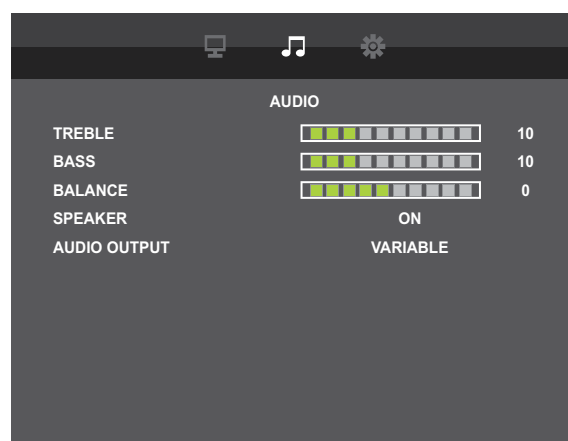 AUDIO
TREBLE 10
BASS 10
BALANCE 0
SPEAKER ON
AUDIO OUTPUT VARIABLE